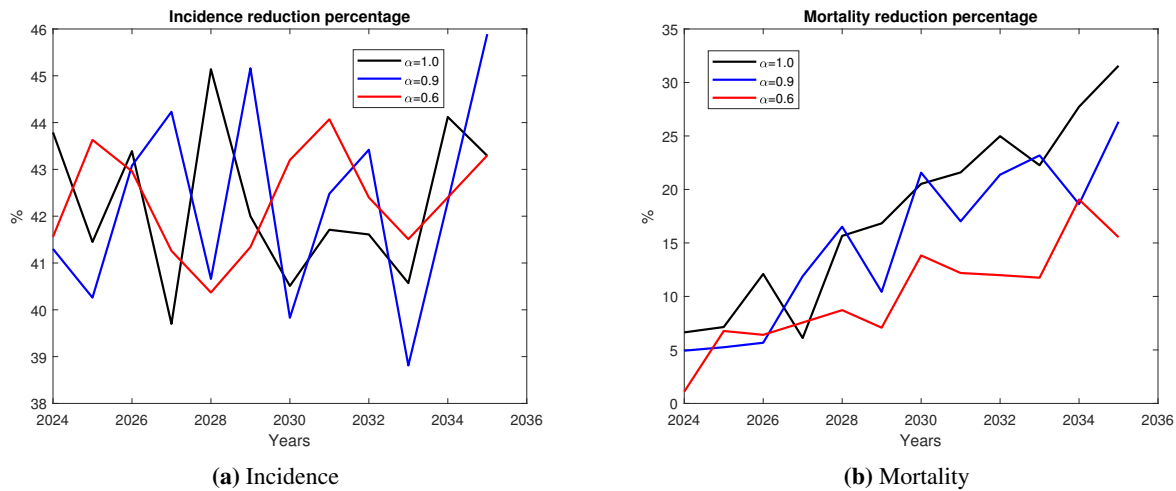 Incidence reduction percentage
46
45
44
43
42
41
40
39
38
%
α=1.0
α=0.9
α=0.6
2024
2026
2028
2030
2032
2034
2036
Years
(a) Incidence
Mortality reduction percentage
35
30
25
20
15
10
5
0
%
α=1.0
α=0.9
α=0.6
2024
2026
2028
2030
2032
2034
2036
Years
(b) Mortality